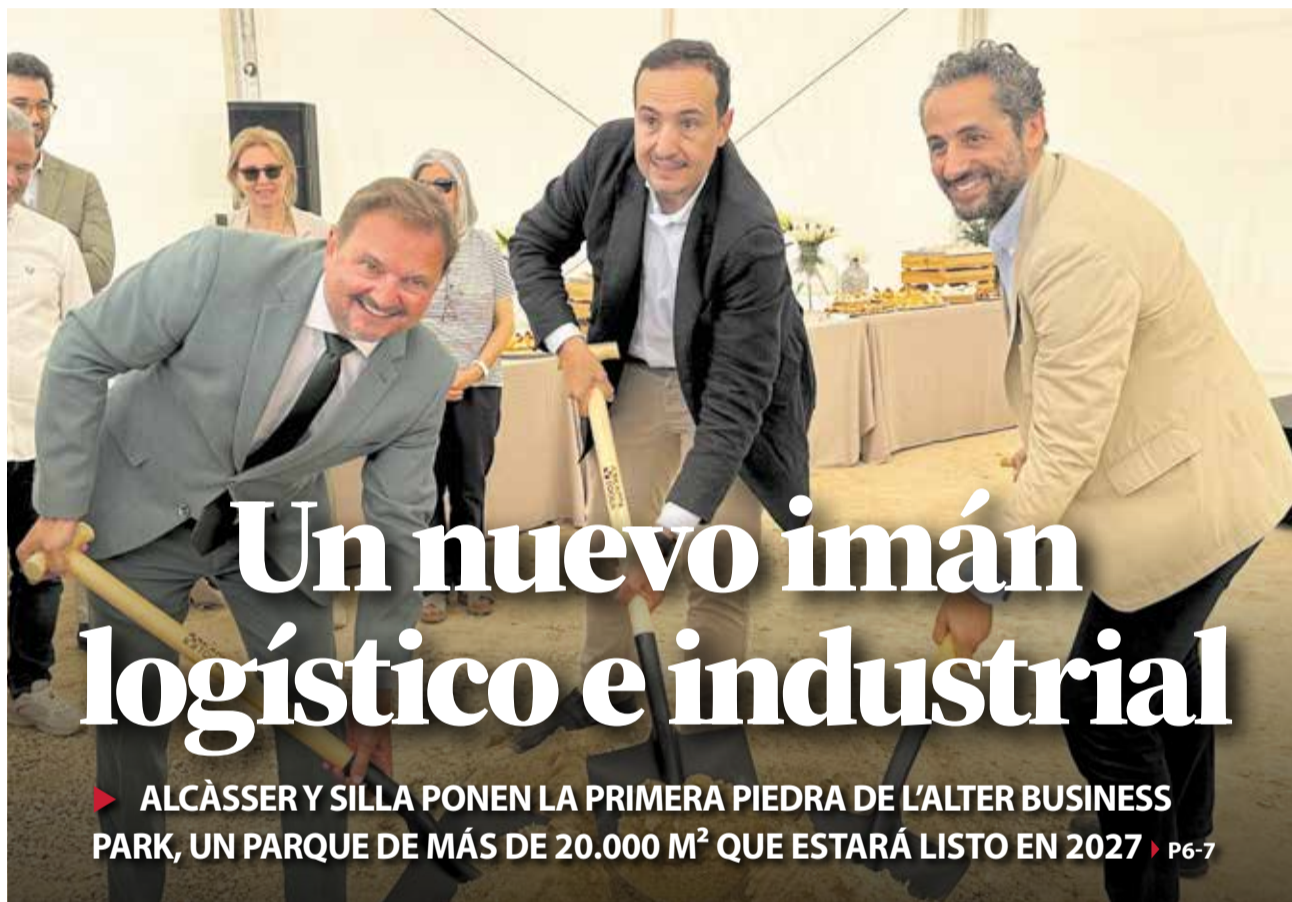 Un nuevo imán
logístico e industrial
ALCÀSSER Y SILLA PONEN LA PRIMERA PIEDRA DE L'ALTER BUSINESS
PARK, UN PARQUE DE MÁS DE 20.000 M² QUE ESTARÁ LISTO EN 2027 P6-7